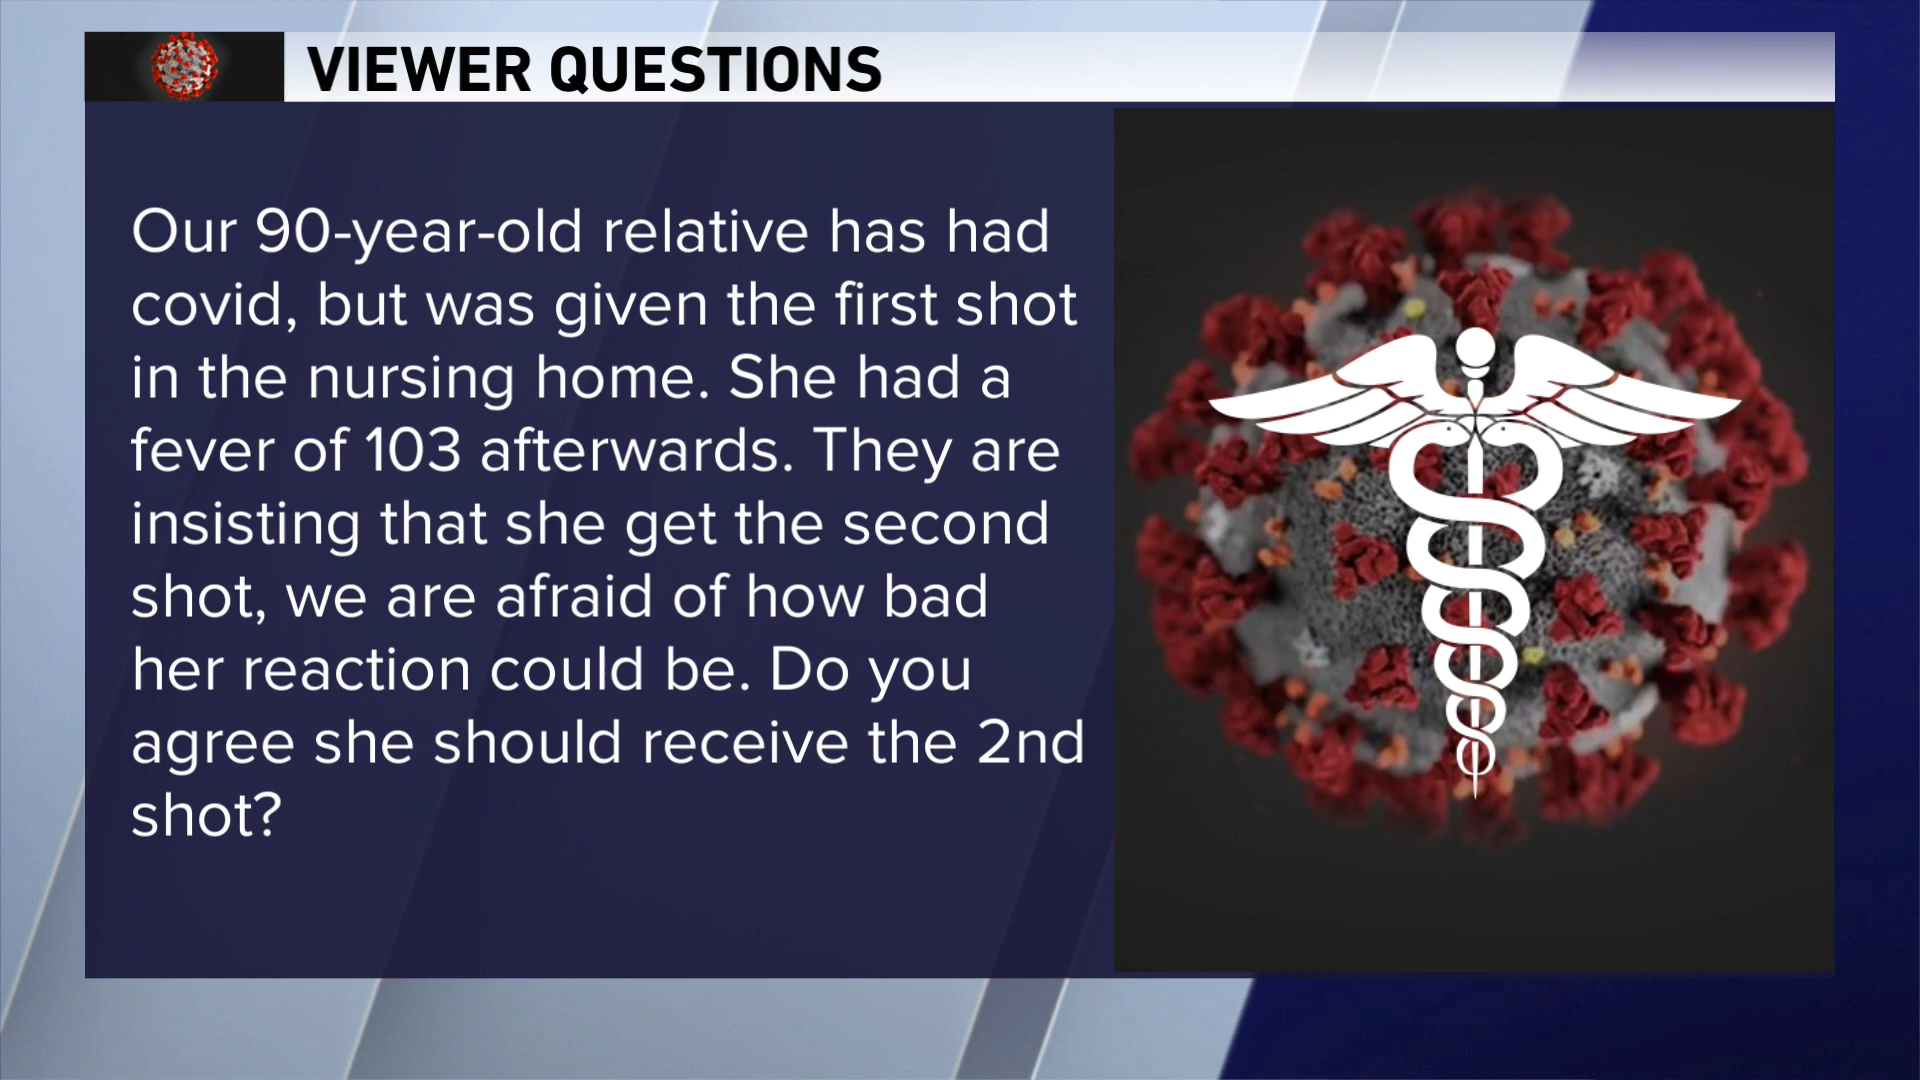 VIEWER QUESTIONS
Our 90-year-old relative has had
covid, but was given the first shot
in the nursing home. She had a
fever of 103 afterwards. They are
insisting that she get the second
shot, we are afraid of how bad
her reaction could be. Do you
agree she should receive the 2nd
shot?